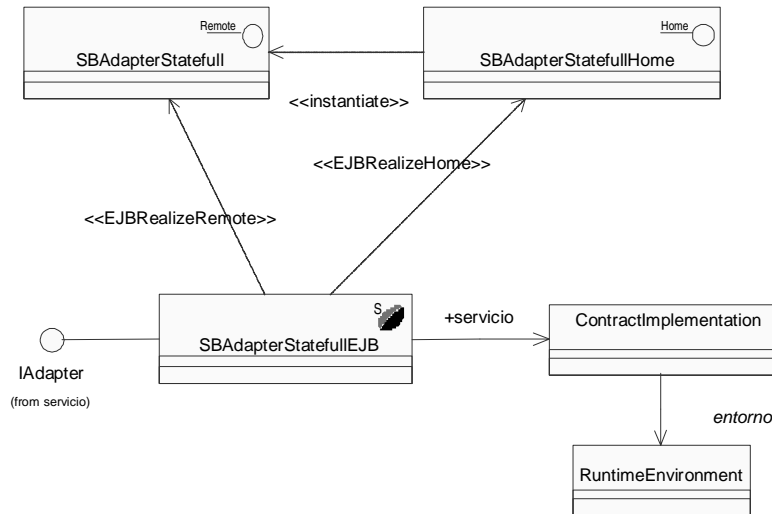 Remote
SBAdapterStatefull
Home
SBAdapterStatefullHome
<<instantiate>>
<<EJBRealizeHome>>
<<EJBRealizeRemote>>
S
SBAdapterStatefullEJB
+servicio
ContractImplementation
IAdapter
(from servicio)
entorno
RuntimeEnvironment